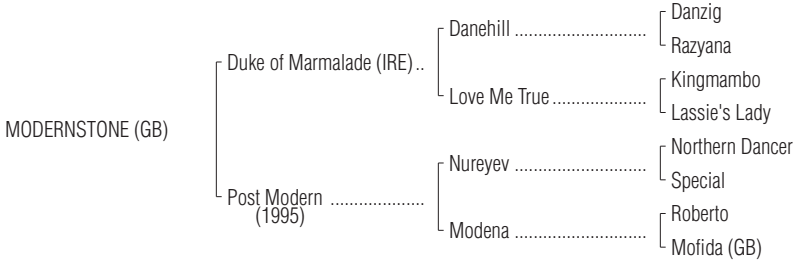 Danzig
Danehill ............................
Razyana
Duke of Marmalade (IRE) ..
Kingmambo
Love Me True ....................
Lassie's Lady
MODERNSTONE (GB)
Northern Dancer
Nureyev ............................
Special
Post Modern ....................
(1995)
Roberto
Modena ............................
Mofida (GB)